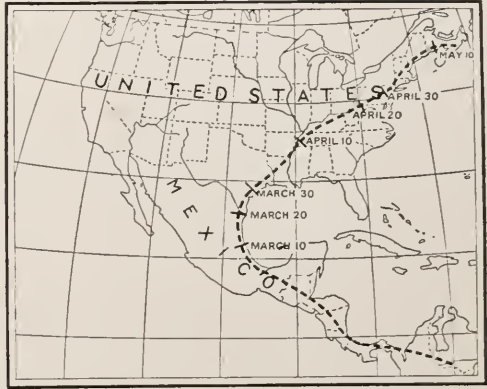 MAY 10
UNITED STATES
APRIL 30
APRIL 20
APRIL 10
MARCH 30
MEXICO
MARCH 20
MARCH 10